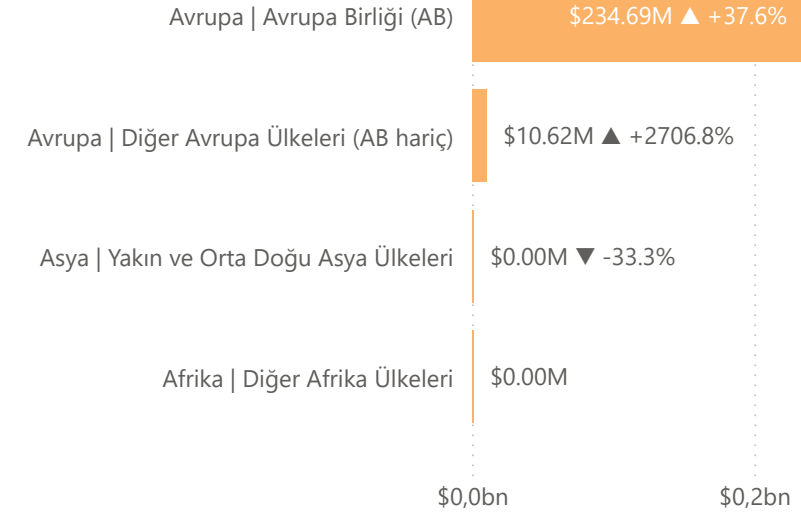 Avrupa | Avrupa Birliği (AB) $234.69M ▲ +37.6%
Avrupa | Diğer Avrupa Ülkeleri (AB hariç) $10.62M ▲ +2706.8%
Asya | Yakın ve Orta Doğu Asya Ülkeleri $0.00M ▼ -33.3%
Afrika | Diğer Afrika Ülkeleri $0.00M
$0,0bn $0,2bn